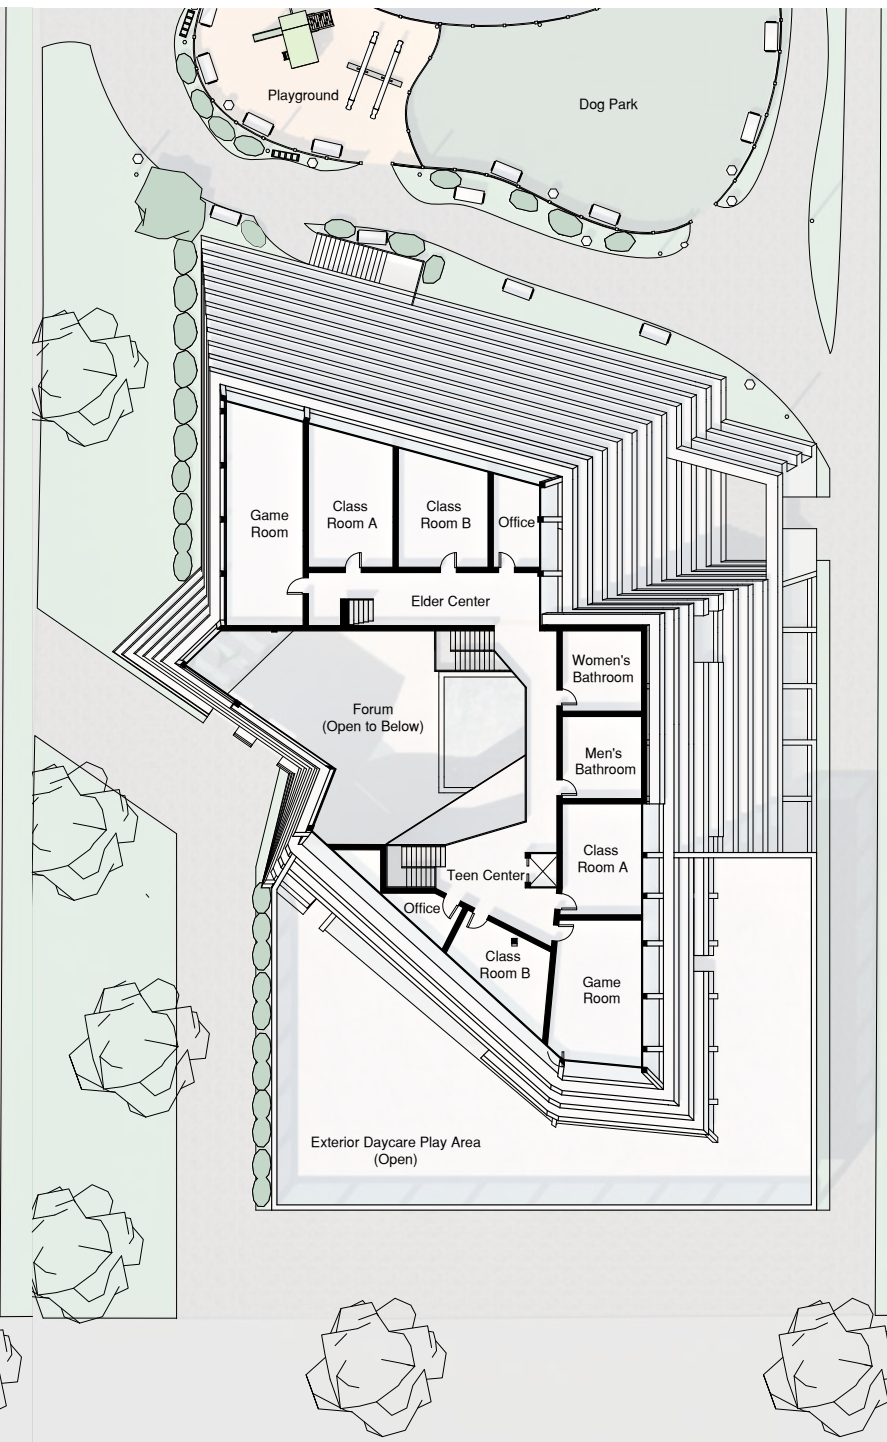 Playground
Dog Park
Game
Room
Class
Room A
Class
Room B
Office
Elder Center
Women's
Bathroom
Forum
(Open to Below)
Men's
Bathroom
Class
Room A
Teen Center
Office
Class
Room B
Game
Room
Exterior Daycare Play Area
(Open)